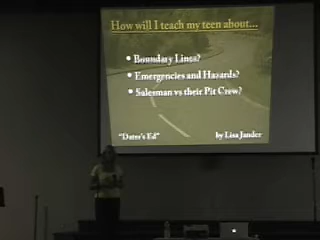 How will I teach my teen about...
• Boundary Lines?
• Emergencies and Hazards?
• Salesman vs their Pit Crew?
"Dater's Ed" by Lisa Jander